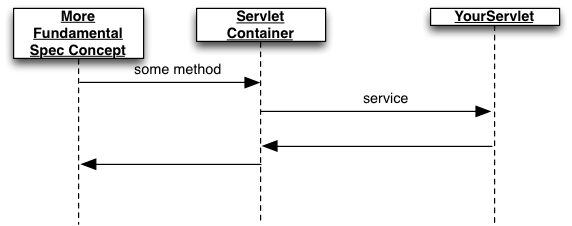 More
Fundamental
Spec Concept
Servlet
Container
YourServlet
some method
service